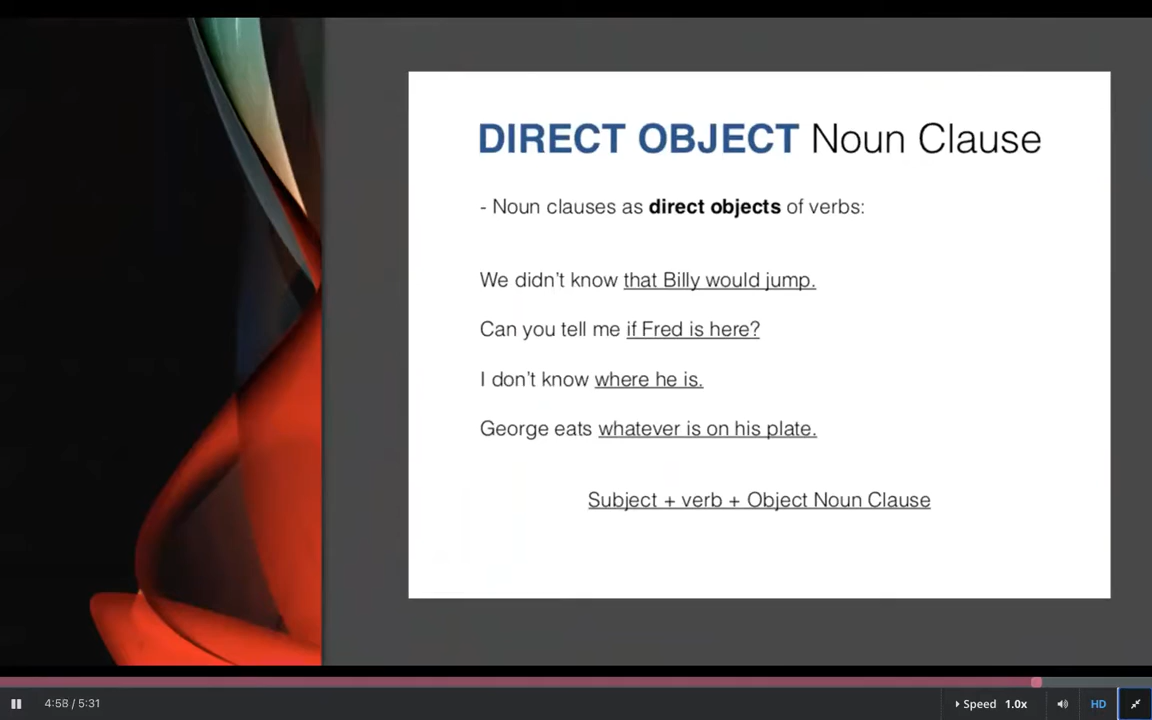 DIRECT OBJECT Noun Clause
- Noun clauses as direct objects of verbs:
We didn't know that Billy would jump.
Can you tell me if Fred is here?
I don't know where he is.
George eats whatever is on his plate.
Subject + verb + Object Noun Clause
4:58 / 5:31
Speed 1.0x
HD